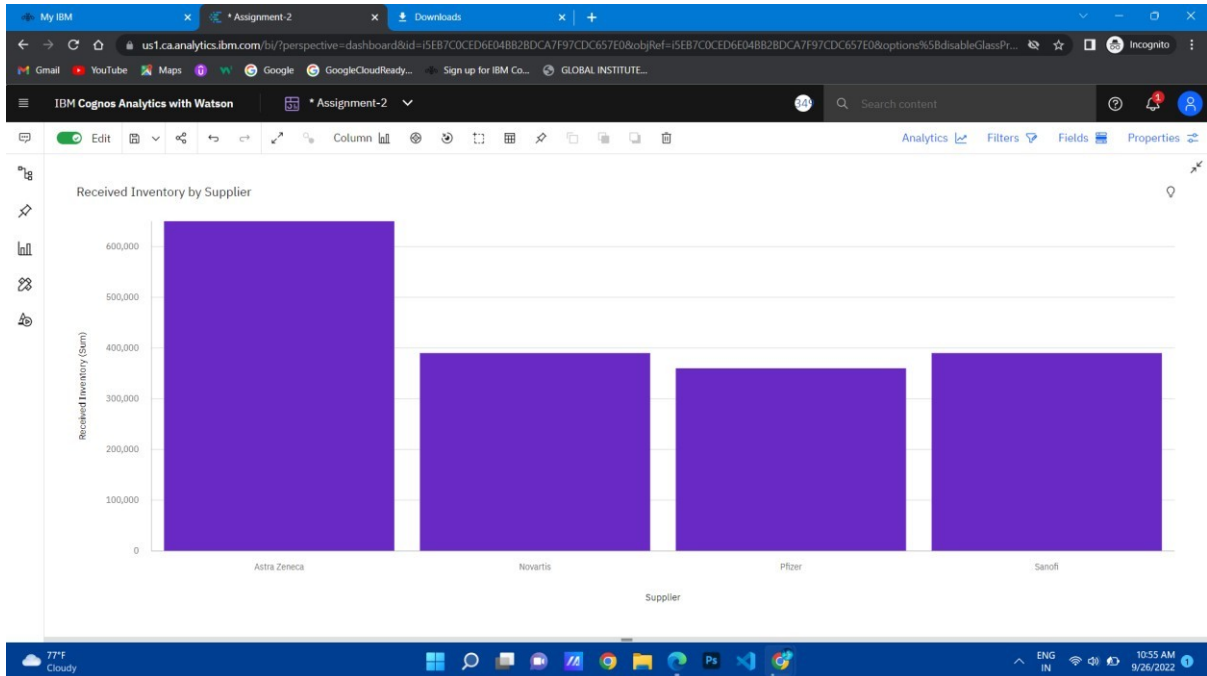 My IBM
* Assignment-2
Downloads
us1.ca.analytics.ibm.com/bi/?perspective=dashboard&id=i5EB7C0CED6E04BB2BDCA7F97CDC657E0&objRef=i5EB7C0CED6E04BB2BDCA7F97CDC657E0&options%5BdisableGlassPr...
Incognito
Gmail YouTube Maps Google GoogleCloudReady... Sign up for IBM Co... GLOBAL INSTITUTE...
IBM Cognos Analytics with Watson * Assignment-2 349 Search content 1
Edit Column Analytics Filters Fields Properties
Received Inventory by Supplier
Received Inventory (Sum)
600,000
500,000
400,000
300,000
200,000
100,000
0
Astra Zeneca Novartis Pfizer Sanofi
Supplier
77°F
Cloudy
Ps
ENG
IN
10:55 AM
9/26/2022
1